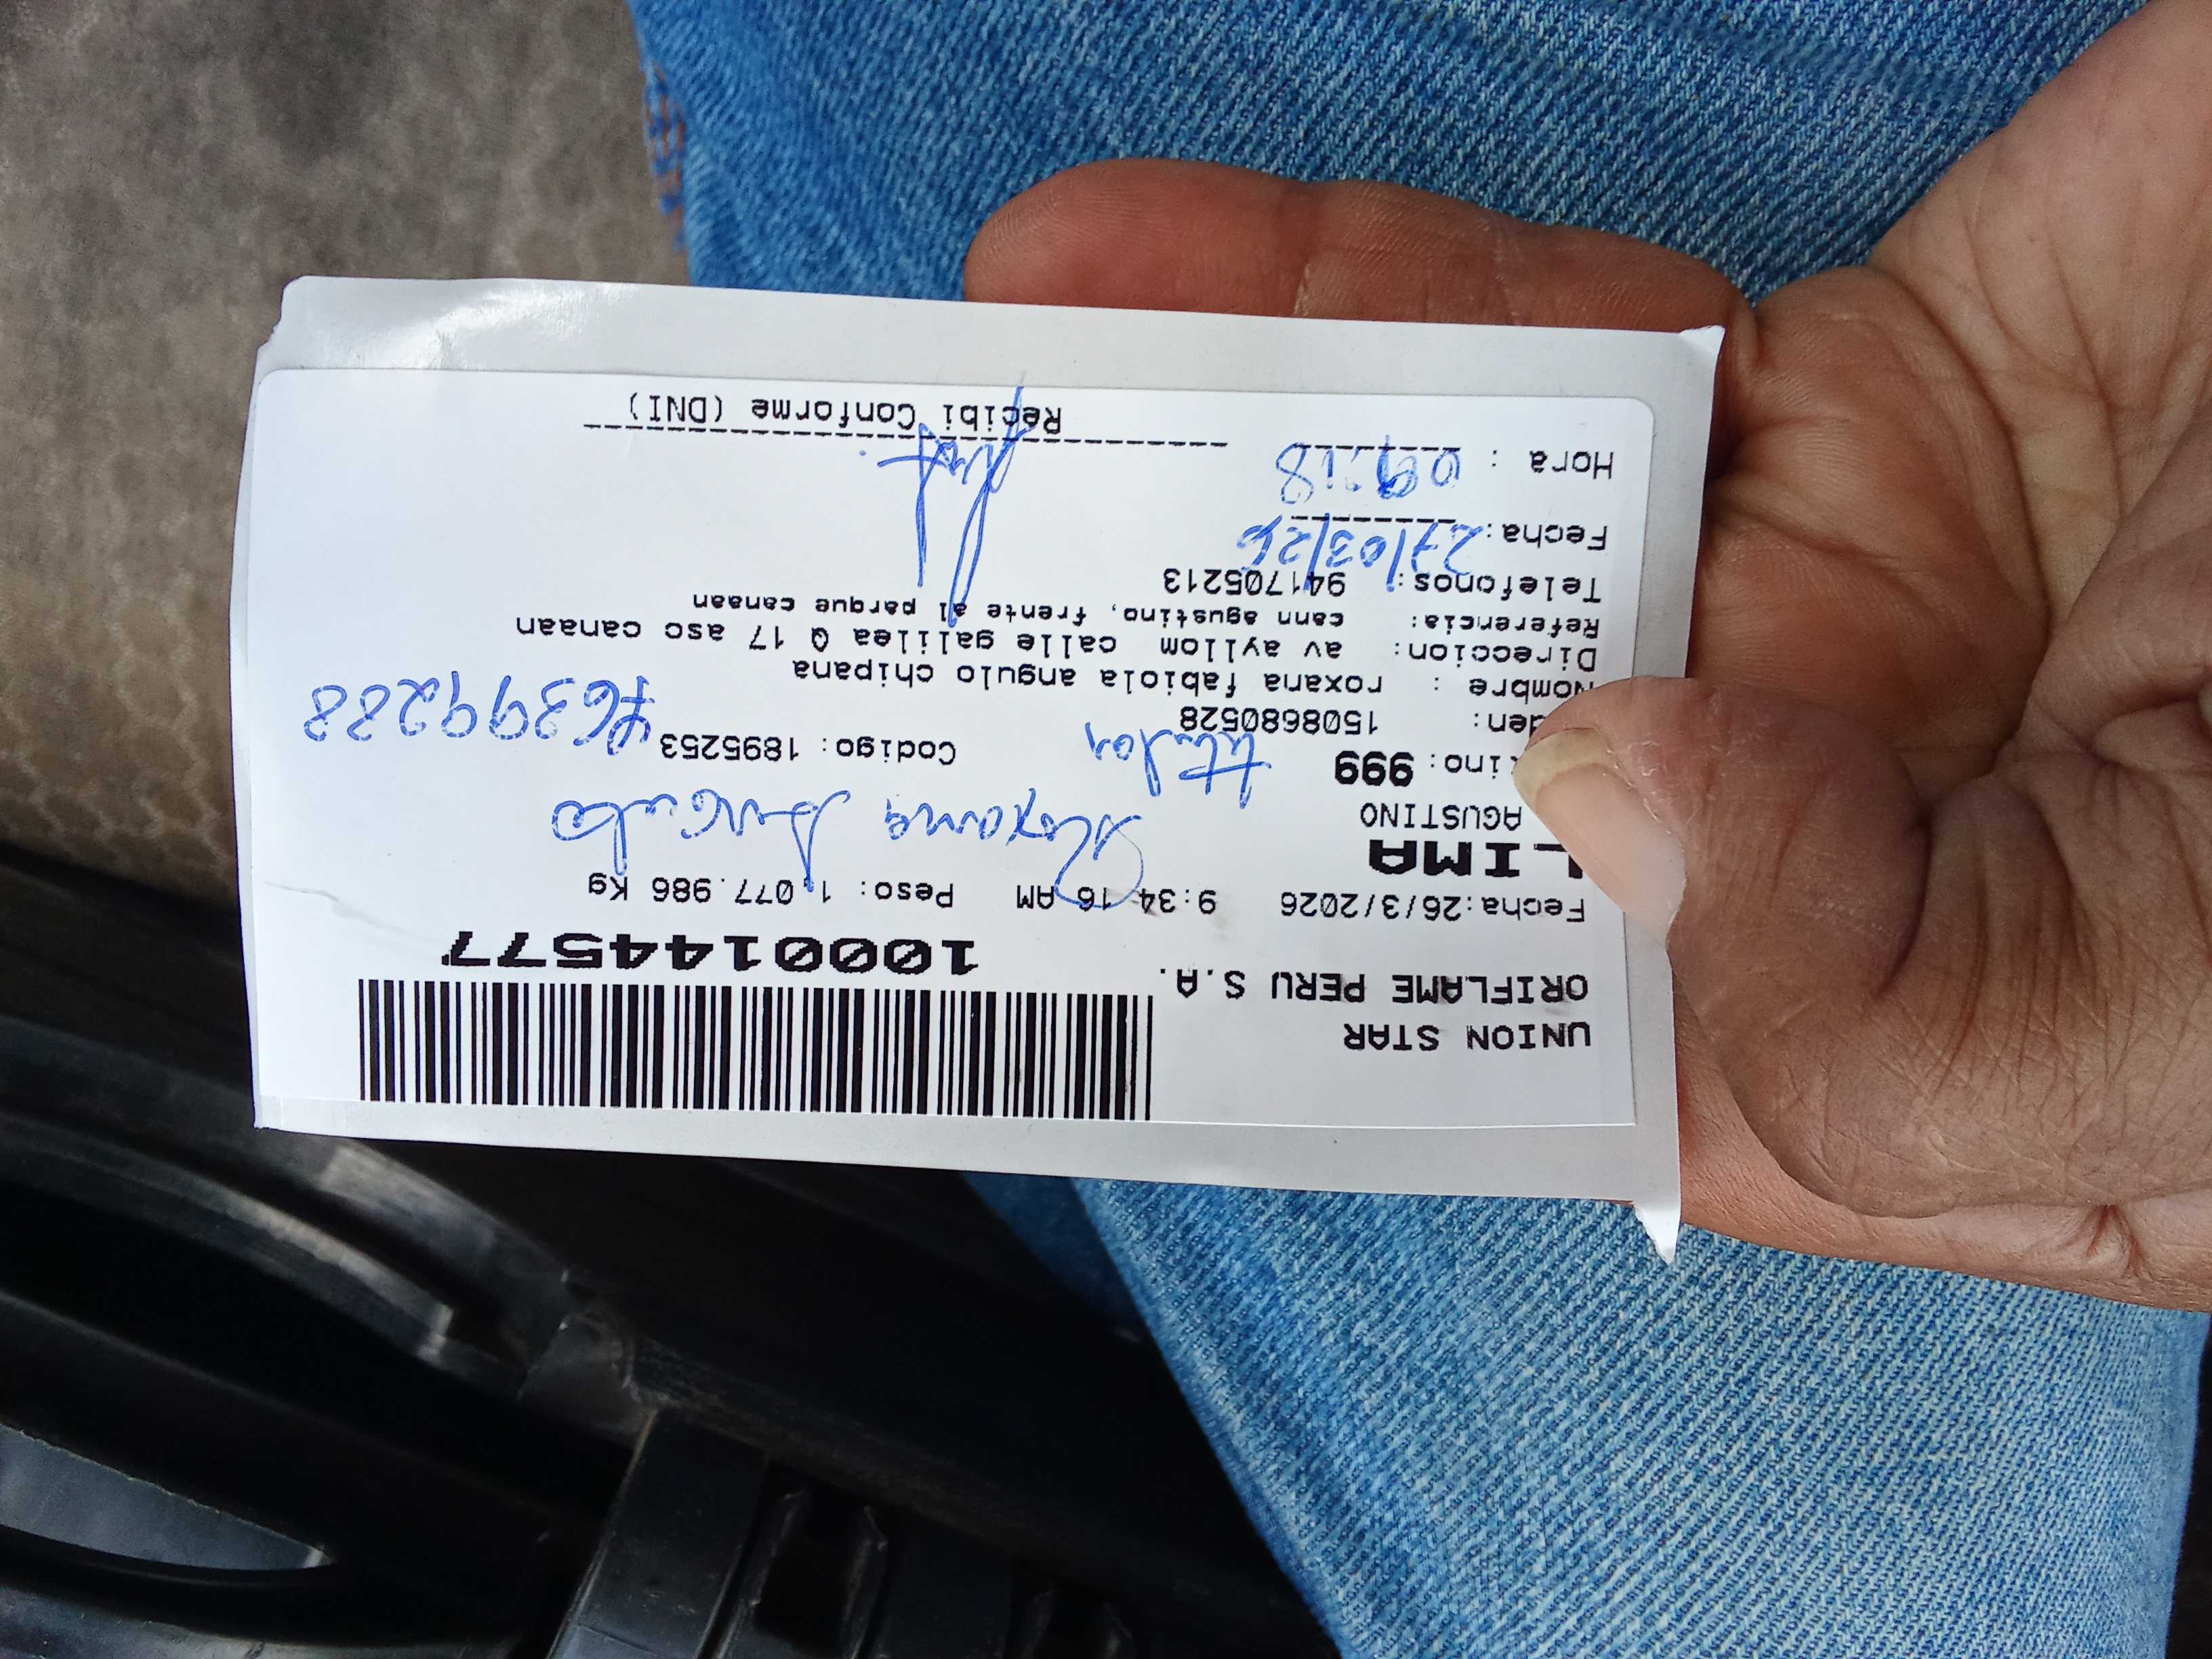 UNION STAR
ORIFLAME PERU S.A.
1000144577
Fecha:26/3/2026 9:34:16 AM Peso: 1,077.986 Kg
LIMA
AGUSTINO
Roxana Angulo
ino: 999
titular
den: 1508680528 Codigo: 1895253
Nombre : roxana fabiola angulo chipana
Direccion: av ayllom calle galilea Q 17 aso canaan
Referencia: cann agustino, frente al parque canaan
Telefonos: 941705213
Fecha: 27/03/26
Hora :
Recibi Conforme (DNI)